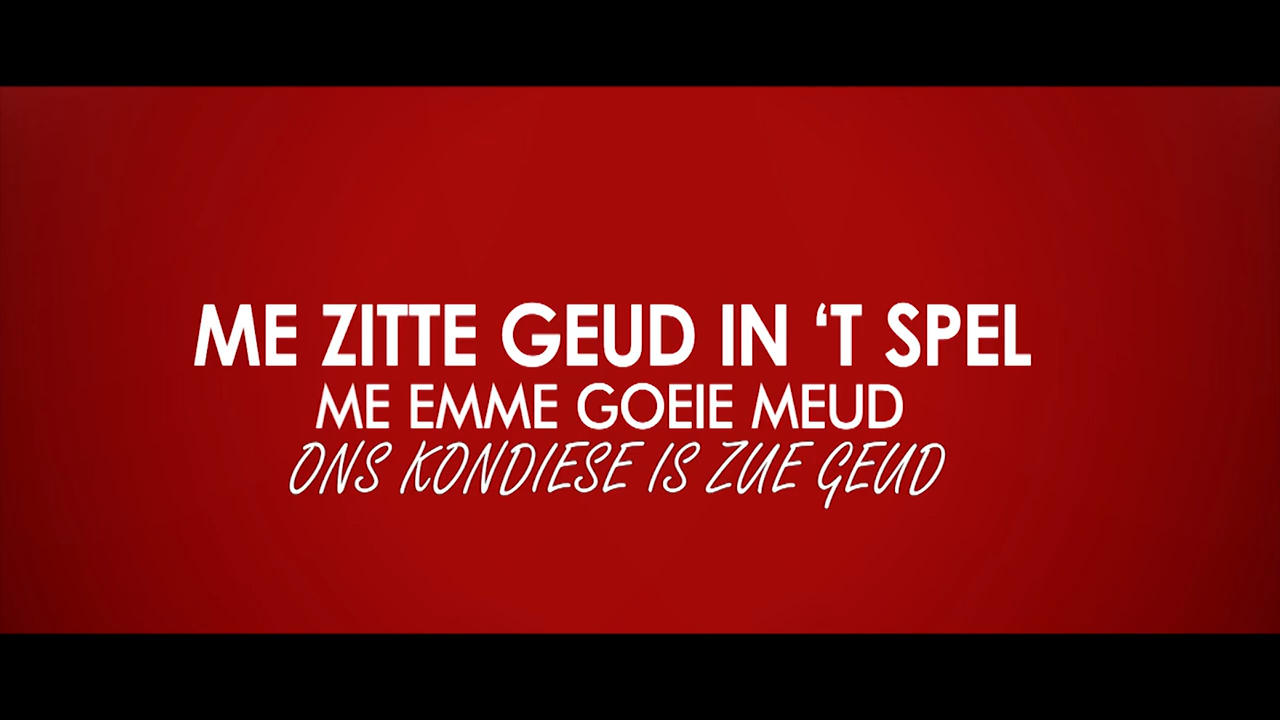 ME ZITTE GEUD IN ‘T SPEL
ME EMME GOEIE MEUD
ONS KONDIESE IS ZUE GEUD